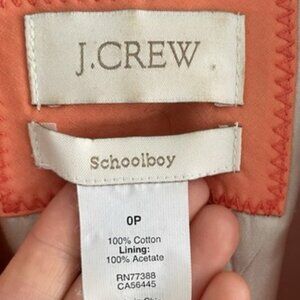 J.CREW
Schoolboy
0P
100% Cotton
Lining:
100% Acetate
RN77388
CA56445